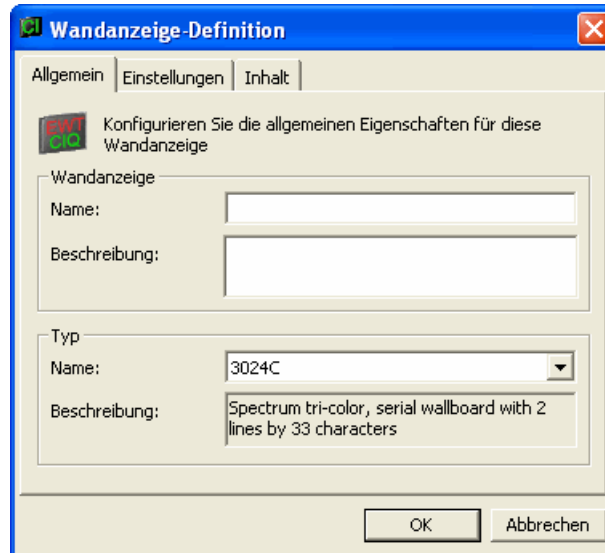 CI Wandanzeige-Definition
Allgemein Einstellungen Inhalt
EWT
CIQ
Konfigurieren Sie die allgemeinen Eigenschaften für diese
Wandanzeige
Wandanzeige
Name:
Beschreibung:
Typ
Name: 3024C
Beschreibung: Spectrum tri-color, serial wallboard with 2
lines by 33 characters
OK Abbrechen